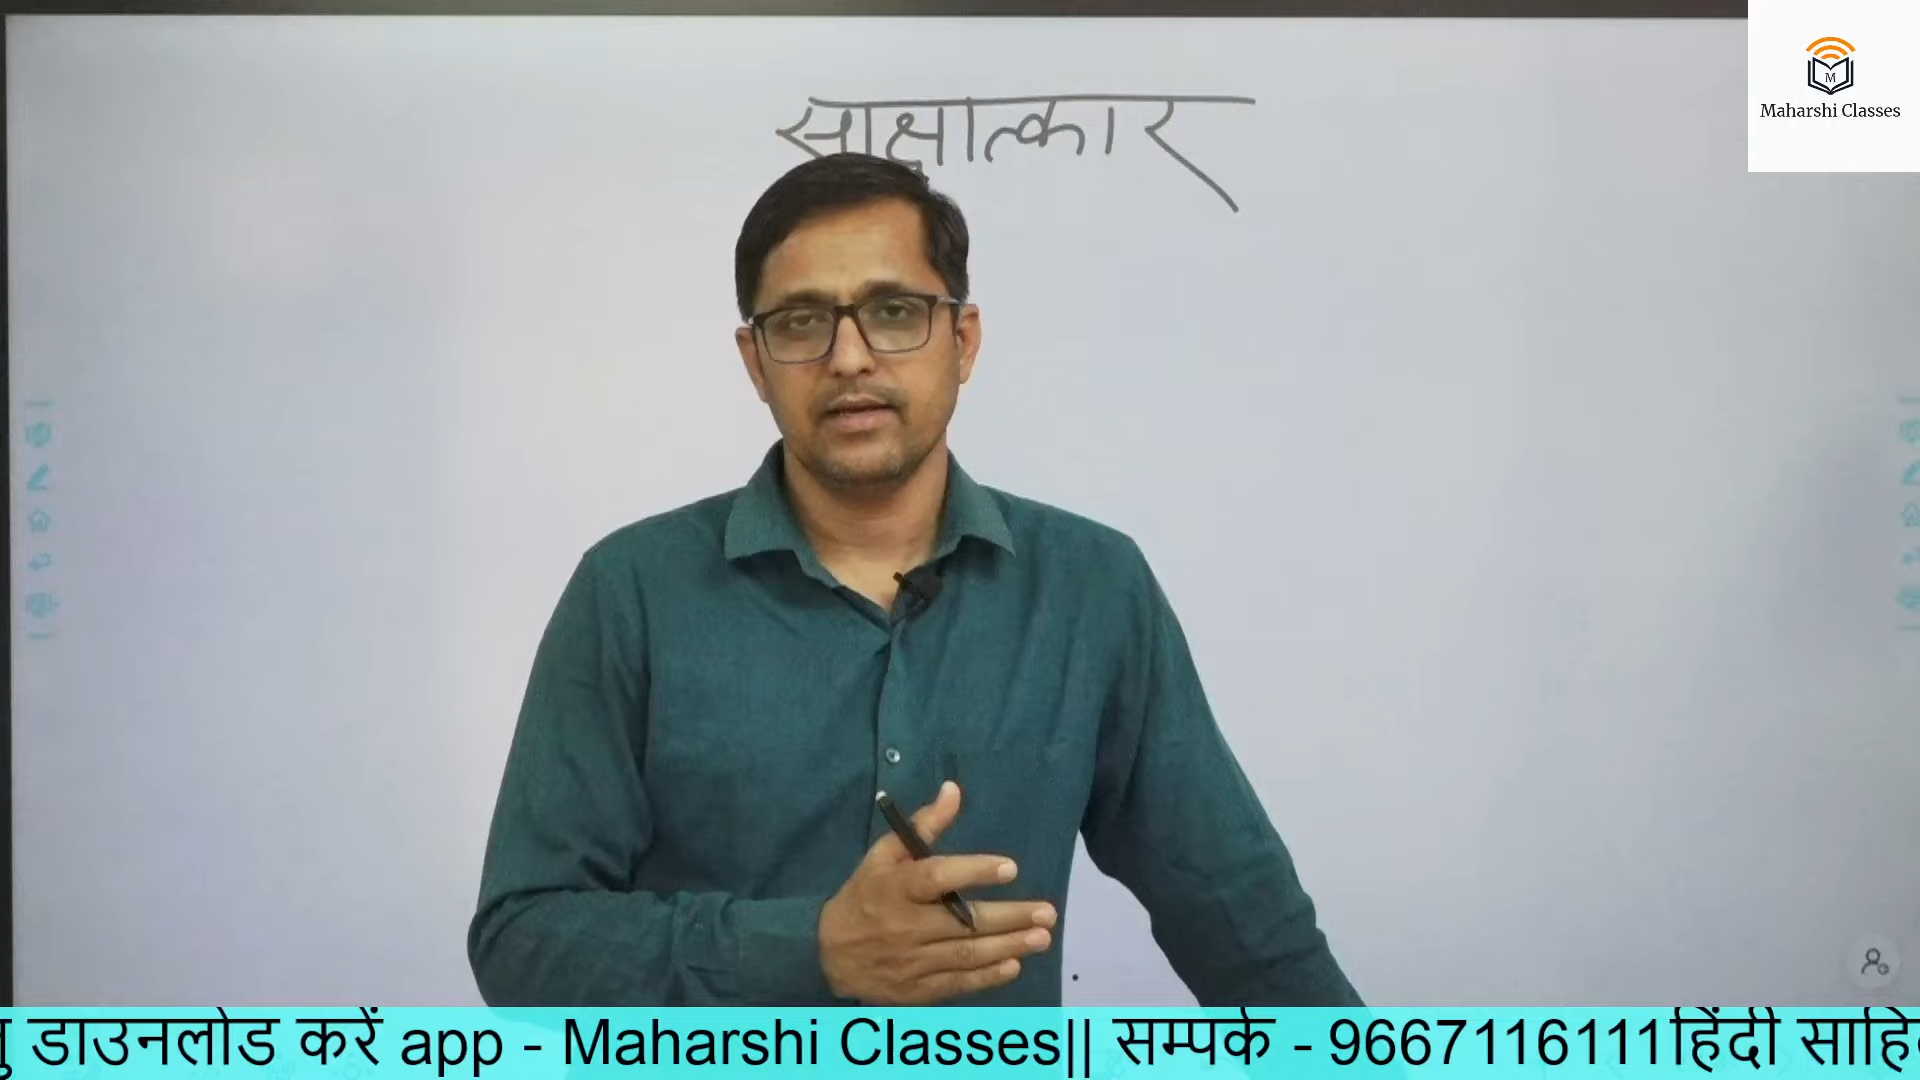 साक्षात्कार
M
Maharshi Classes
डाउनलोड करें app - Maharshi Classes|| सम्पर्क - 9667116111हिंदी